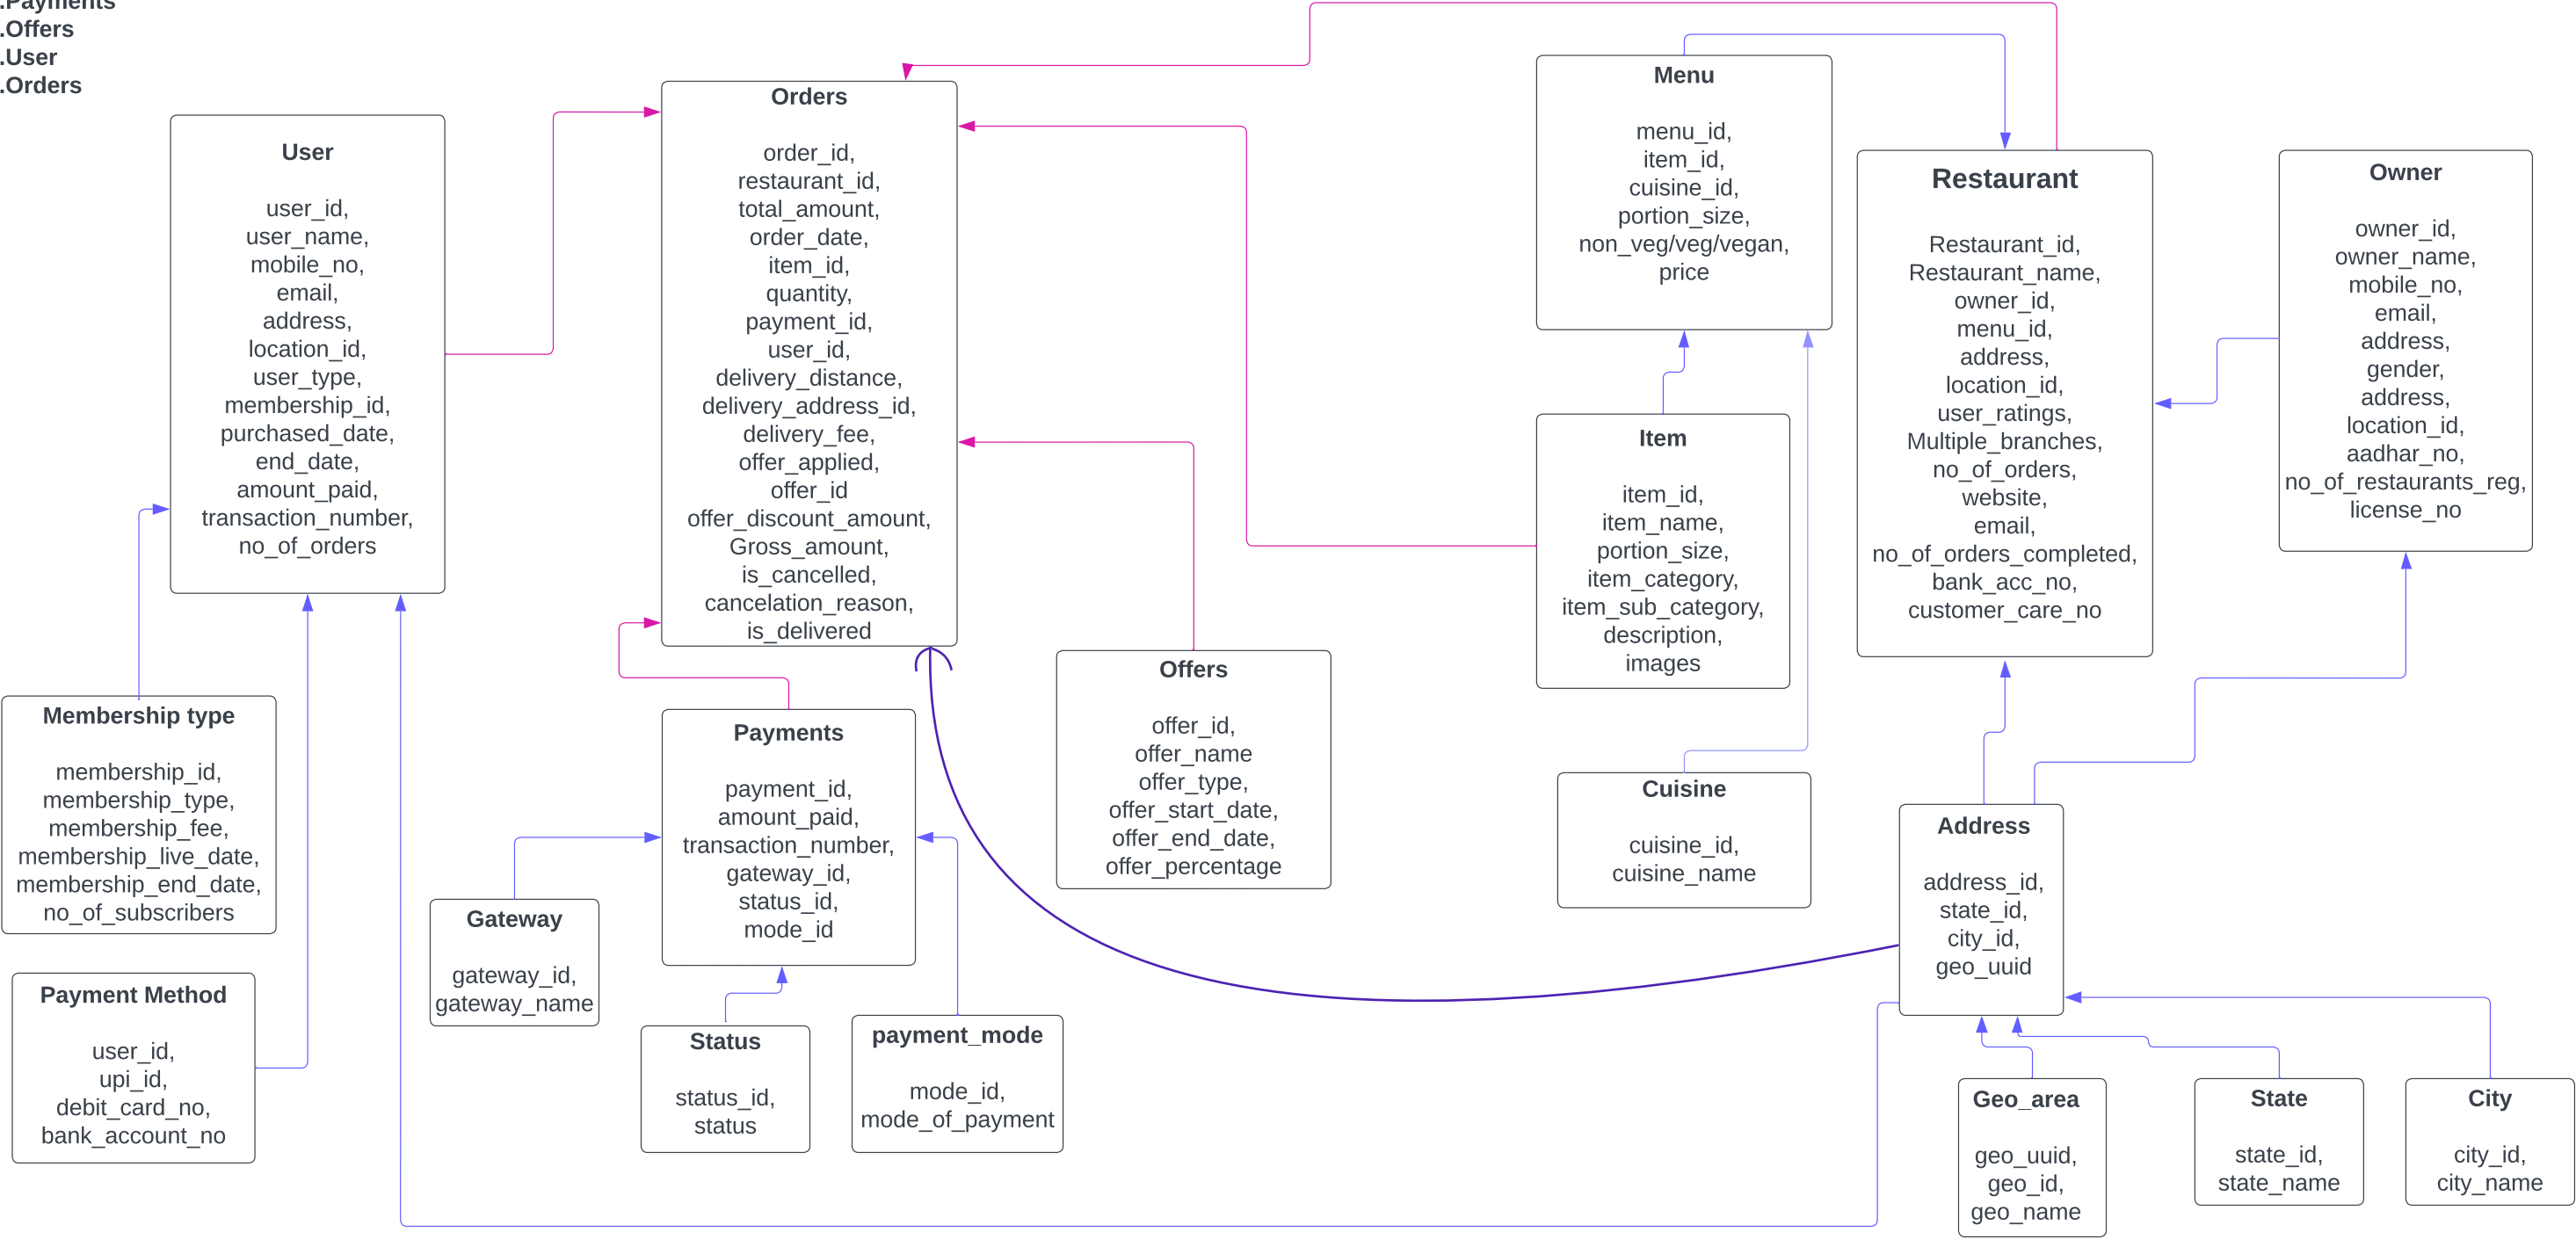 .Payments
.Offers
.User
.Orders
User
user_id,
user_name,
mobile_no,
email,
address,
location_id,
user_type,
membership_id,
purchased_date,
end_date,
amount_paid,
transaction_number,
no_of_orders
Orders
order_id,
restaurant_id,
total_amount,
order_date,
item_id,
quantity,
payment_id,
user_id,
delivery_distance,
delivery_address_id,
delivery_fee,
offer_applied,
offer_id
offer_discount_amount,
Gross_amount,
is_cancelled,
cancelation_reason,
is_delivered
Menu
menu_id,
item_id,
cuisine_id,
portion_size,
non_veg/veg/vegan,
price
Restaurant
Restaurant_id,
Restaurant_name,
owner_id,
menu_id,
address,
location_id,
user_ratings,
Multiple_branches,
no_of_orders,
website,
email,
no_of_orders_completed,
bank_acc_no,
customer_care_no
Owner
owner_id,
owner_name,
mobile_no,
email,
address,
gender,
address,
location_id,
aadhar_no,
no_of_restaurants_reg,
license_no
Item
item_id,
item_name,
portion_size,
item_category,
item_sub_category,
description,
images
Membership type
membership_id,
membership_type,
membership_fee,
membership_live_date,
membership_end_date,
no_of_subscribers
Payments
payment_id,
amount_paid,
transaction_number,
gateway_id,
status_id,
mode_id
Offers
offer_id,
offer_name
offer_type,
offer_start_date,
offer_end_date,
offer_percentage
Cuisine
cuisine_id,
cuisine_name
Address
address_id,
state_id,
city_id,
geo_uuid
Gateway
gateway_id,
gateway_name
Payment Method
user_id,
upi_id,
debit_card_no,
bank_account_no
Status
status_id,
status
payment_mode
mode_id,
mode_of_payment
Geo_area
geo_uuid,
geo_id,
geo_name
State
state_id,
state_name
City
city_id,
city_name